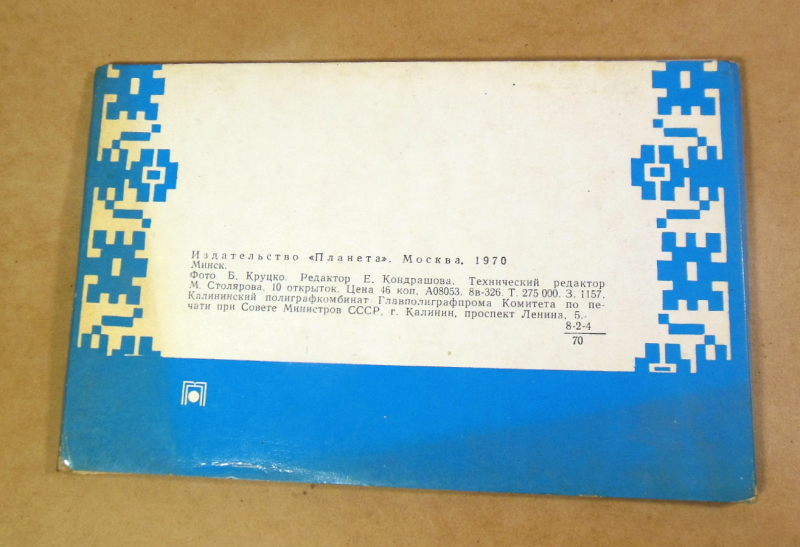 Издательство «Планета». Москва, 1970
Минск.
Фото Б. Круцко. Редактор Е. Кондрашова. Технический редактор
М. Столярова. 10 открыток. Цена 46 коп. А08053. 8в-326. Т. 275 000. З. 1157.
Калининский полиграфкомбинат Главполиграфпрома Комитета по пе-
чати при Совете Министров СССР. г. Калинин, проспект Ленина, 5.
8-2-4
70